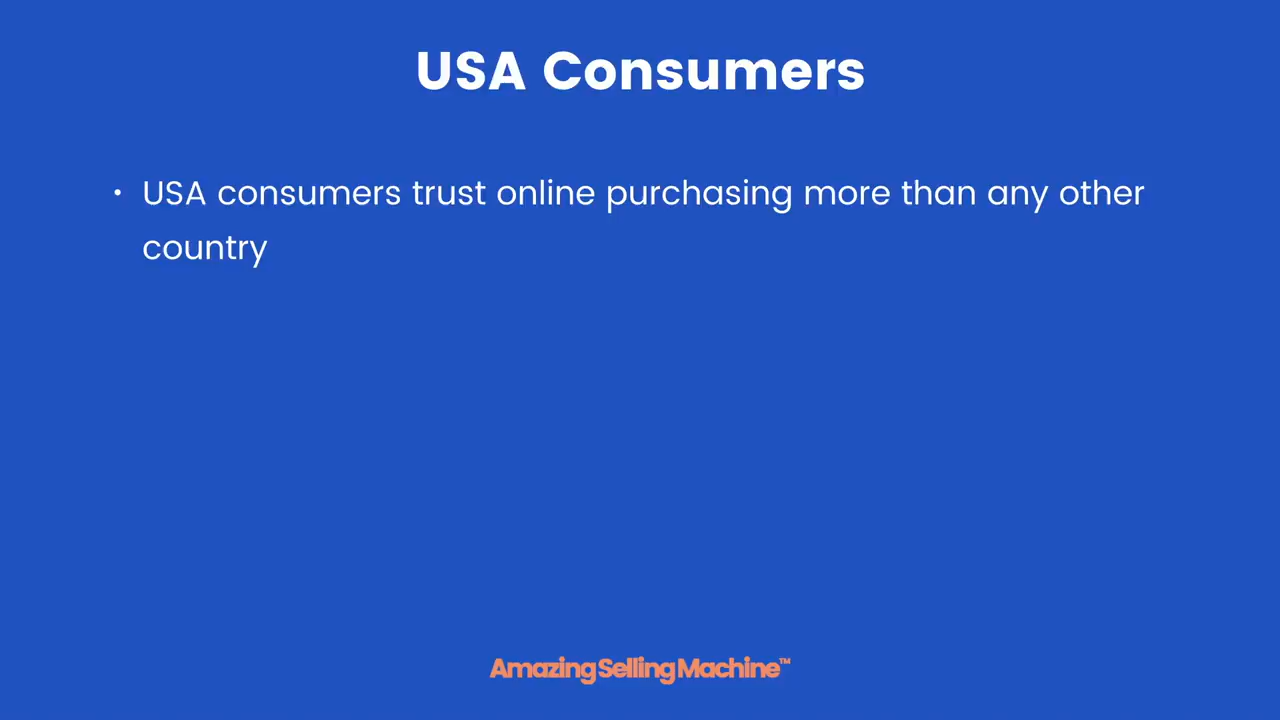 USA Consumers
• USA consumers trust online purchasing more than any other
country
Amazing Selling Machine™